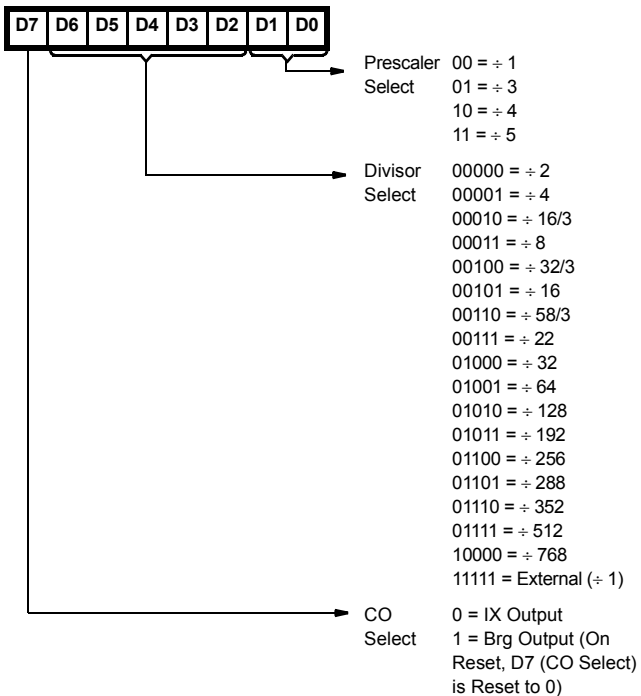 D7 D6 D5 D4 D3 D2 D1 D0
Prescaler 00 = ÷ 1
Select 01 = ÷ 3
10 = ÷ 4
11 = ÷ 5
Divisor 00000 = ÷ 2
Select 00001 = ÷ 4
00010 = ÷ 16/3
00011 = ÷ 8
00100 = ÷ 32/3
00101 = ÷ 16
00110 = ÷ 58/3
00111 = ÷ 22
01000 = ÷ 32
01001 = ÷ 64
01010 = ÷ 128
01011 = ÷ 192
01100 = ÷ 256
01101 = ÷ 288
01110 = ÷ 352
01111 = ÷ 512
10000 = ÷ 768
11111 = External (÷ 1)
CO 0 = IX Output
Select 1 = Brg Output (On
Reset, D7 (CO Select)
is Reset to 0)